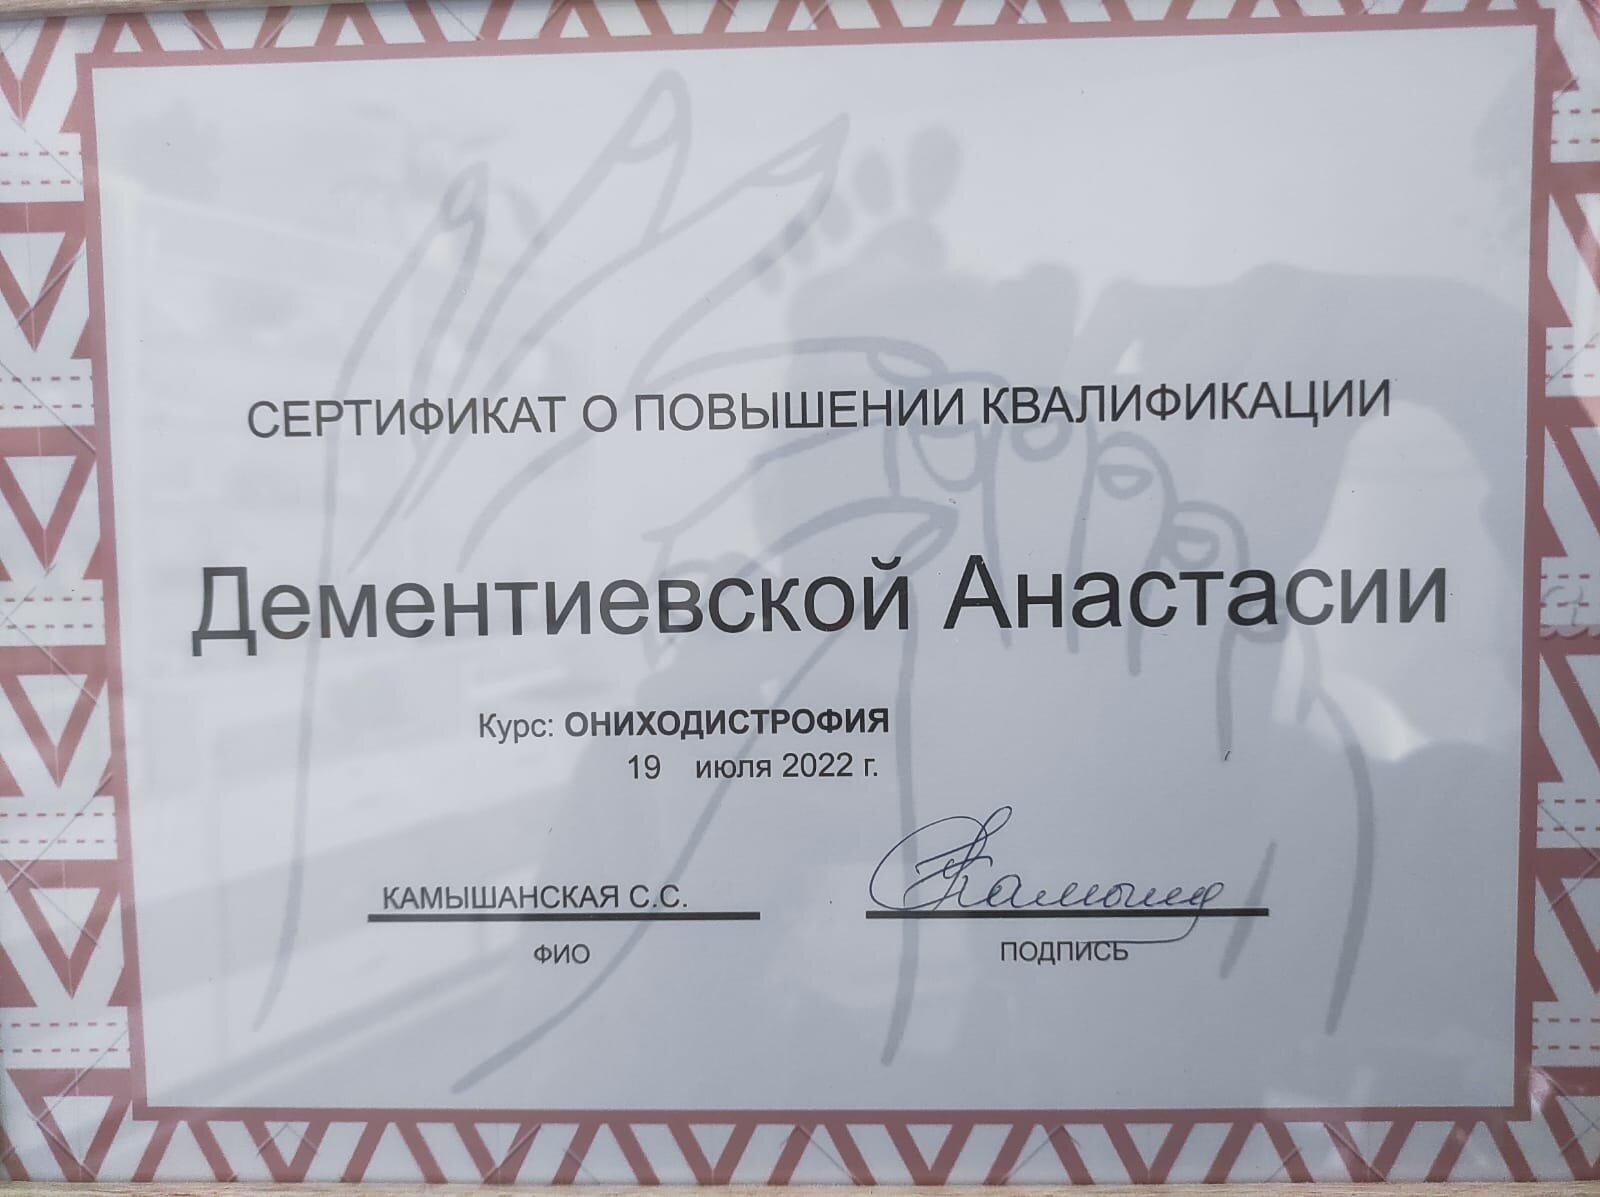 СЕРТИФИКАТ О ПОВЫШЕНИИ КВАЛИФИКАЦИИ
Дементиевской Анастасии
Курс: ОНИХОДИСТРОФИЯ
19 июля 2022 г.
КАМЫШАНСКАЯ С.С.
ФИО
ПОДПИСЬ